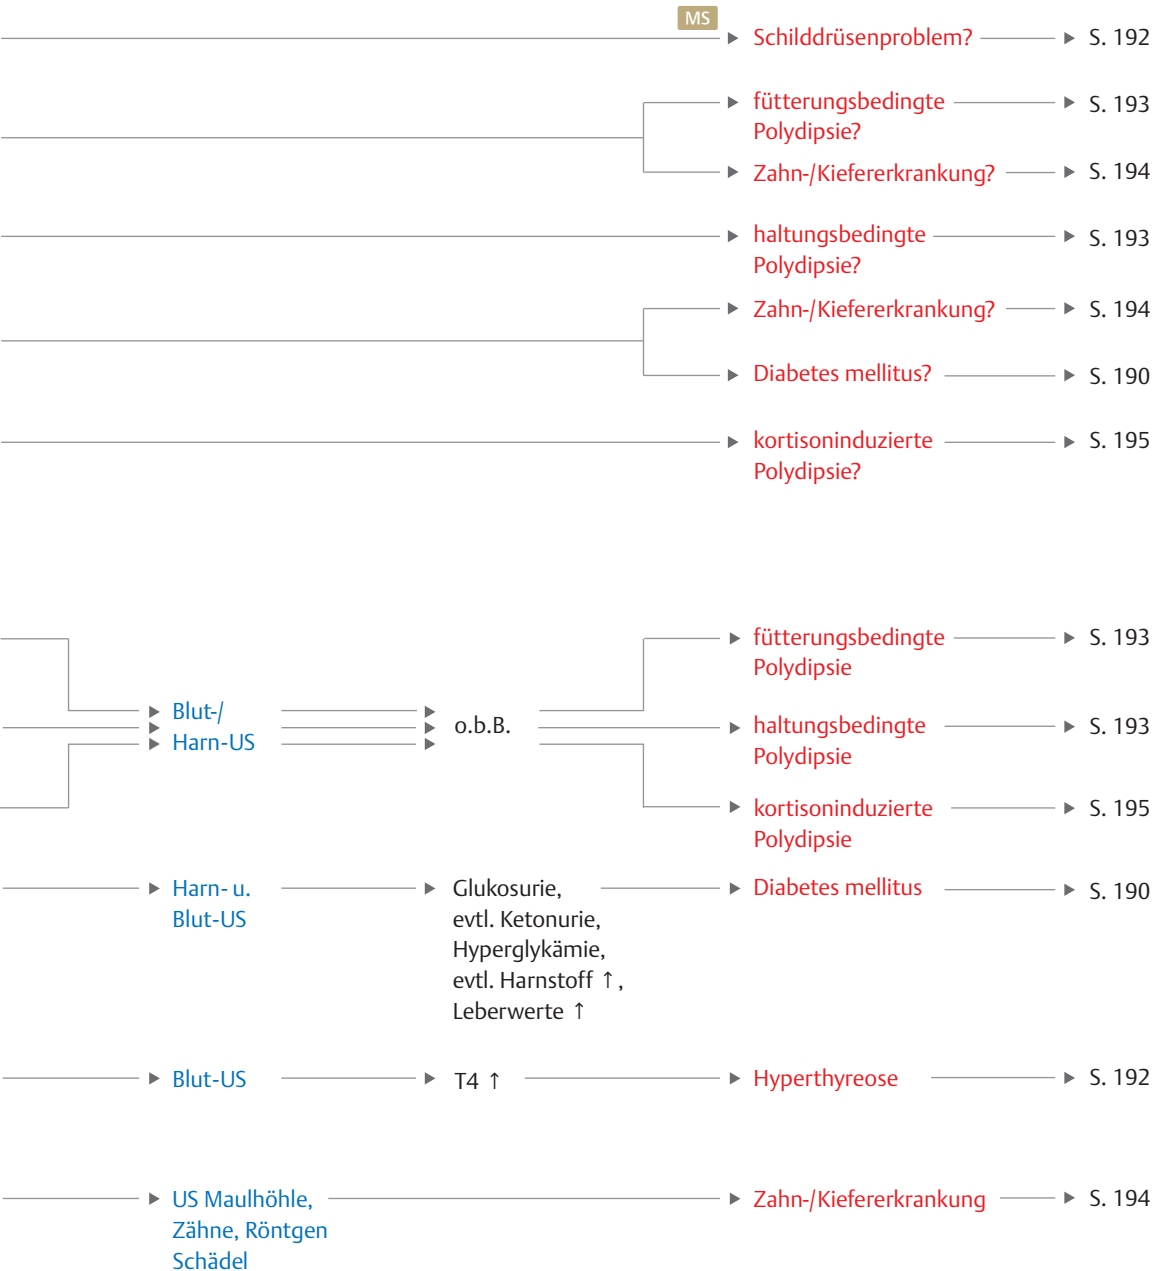 MS
Schilddrüsenproblem? S. 192
fütterungsbedingte S. 193
Polydipsie?
Zahn-/Kiefererkrankung? S. 194
haltungsbedingte S. 193
Polydipsie?
Zahn-/Kiefererkrankung? S. 194
Diabetes mellitus? S. 190
kortisoninduzierte S. 195
Polydipsie?
fütterungsbedingte S. 193
Polydipsie
Blut-/
Harn-US
o.b.B.
haltungsbedingte S. 193
Polydipsie
kortisoninduzierte S. 195
Polydipsie
Harn- u.
Blut-US
Glukosurie,
evtl. Ketonurie,
Hyperglykämie,
evtl. Harnstoff ↑,
Leberwerte ↑
Diabetes mellitus S. 190
Blut-US T4 ↑ Hyperthyreose S. 192
US Maulhöhle,
Zähne, Röntgen
Schädel
Zahn-/Kiefererkrankung S. 194